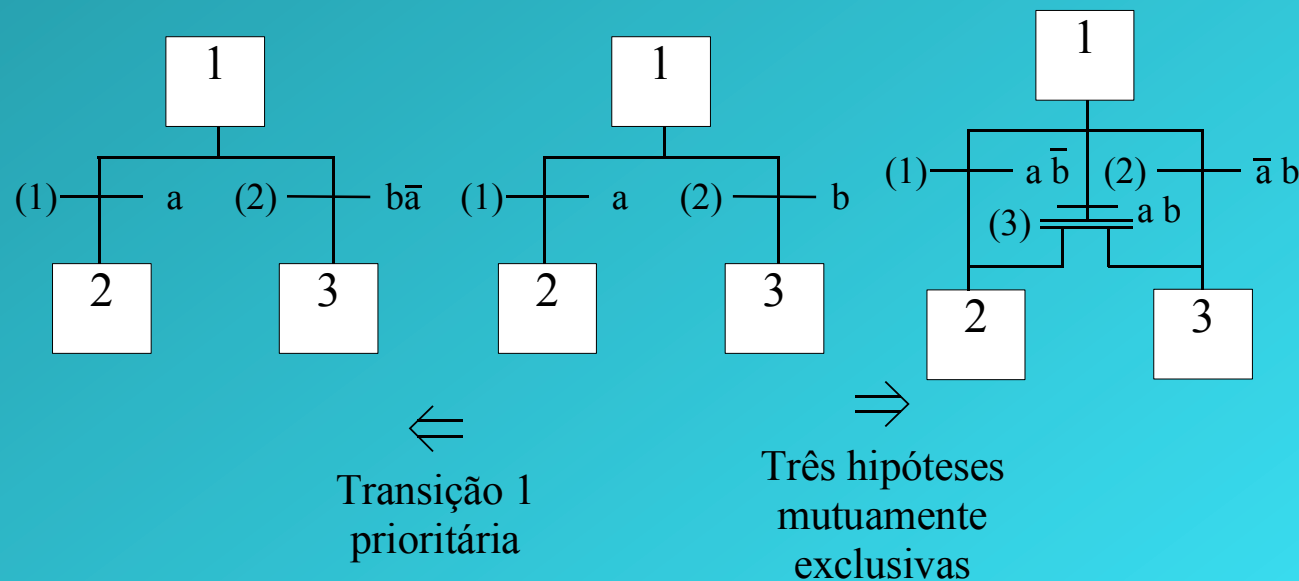 1
(1) a (2) bā
2 3
1
(1) a (2) b
2 3
1
(1) a b̅ (2) a̅ b
(3) a b
2 3
Transição 1
prioritária
Três hipóteses
mutuamente
exclusivas